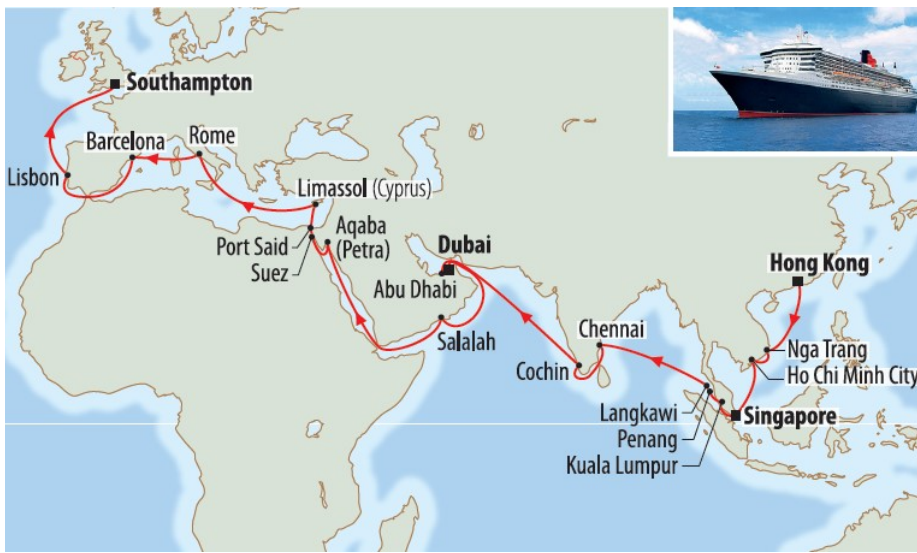 Southampton
Barcelona
Rome
Lisbon
Limassol (Cyprus)
Port Said
Suez
Aqaba
(Petra)
Dubai
Abu Dhabi
Salalah
Hong Kong
Chennai
Cochin
Nga Trang
Ho Chi Minh City
Langkawi
Penang
Kuala Lumpur
Singapore